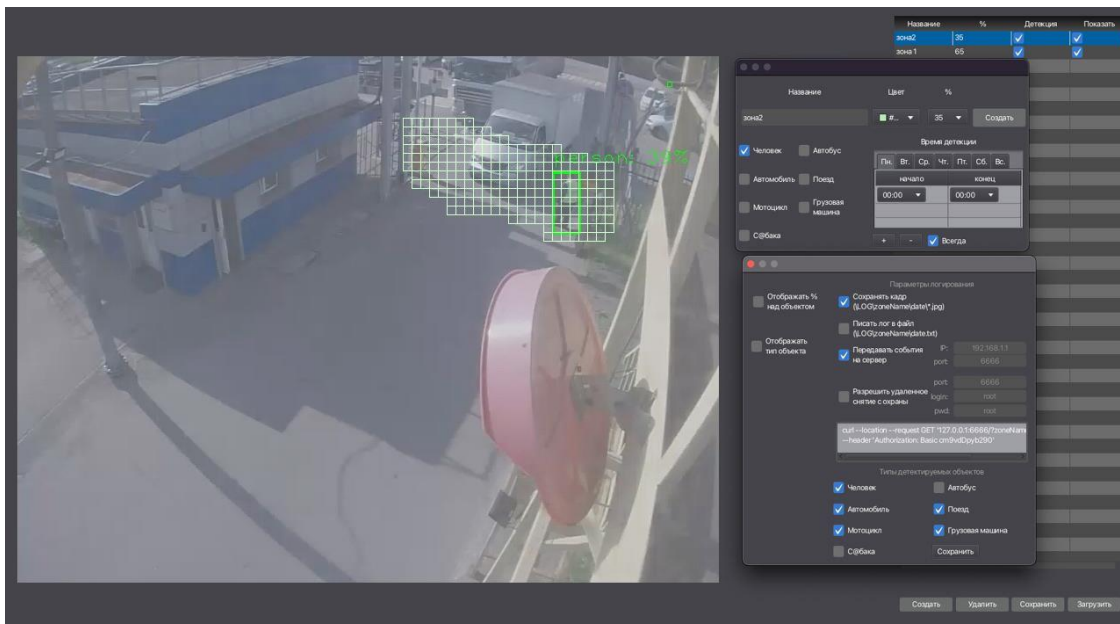 Название % Детекция Показать
зона2 35
зона 1 65
person: 39%
Название Цвет %
зона2 #... 35 Создать
Время детекции
Человек Автобус
Пн. Вт. Ср. Чт. Пт. Сб. Вс.
Автомобиль Поезд
начало конец
00:00 00:00
Мотоцикл Грузовая
машина
С@бака
+ - Всегда
Параметры логирования
Отображать %
над объектом
Сохранять кадр
(\LOG\zoneName\date\*.jpg)
Писать лог в файл
(\LOG\zoneName\date.txt)
Отображать
тип объекта
Передавать события
на сервер
IP: 192.168.1.1
port: 6666
Разрешить удаленное
снятие с охраны
port: 6666
login: root
pwd: root
curl --location --request GET '127.0.0.1:6666/?zoneNam
--header 'Authorization: Basic cm9vdDpyb290'
Типы детектируемых объектов
Человек Автобус
Автомобиль Поезд
Мотоцикл Грузовая машина
С@бака Сохранить
Создать Удалить Сохранить Загрузить